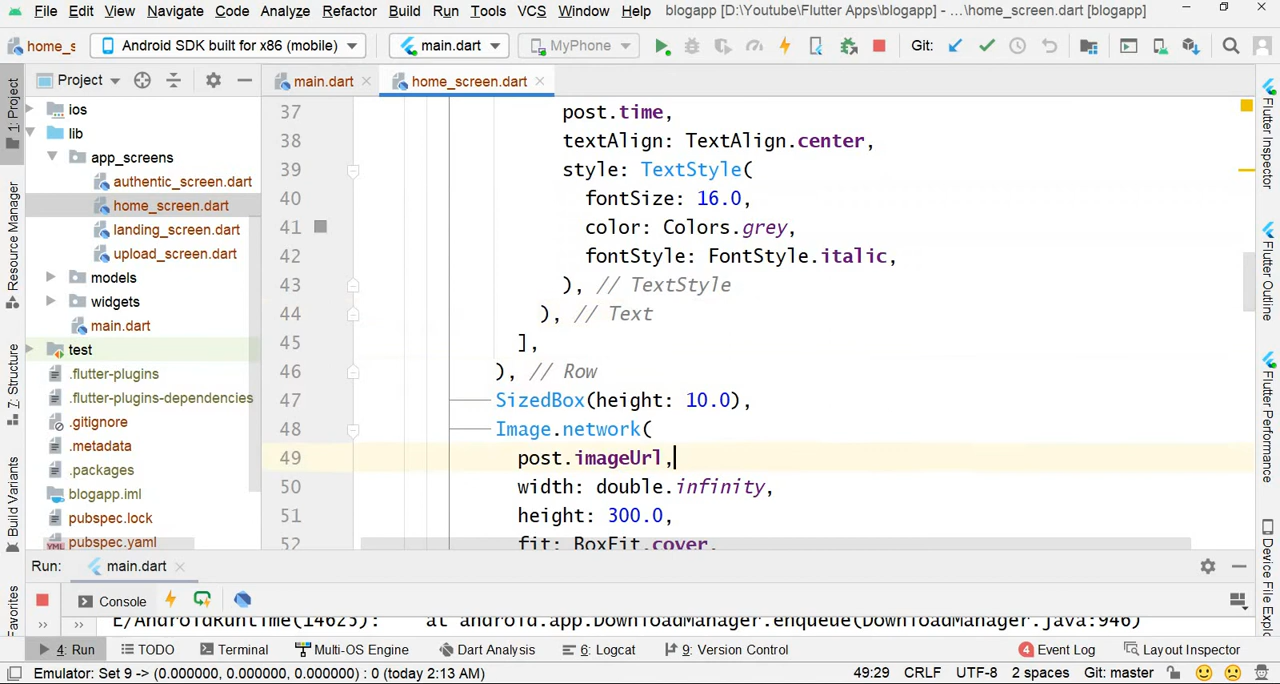 File Edit View Navigate Code Analyze Refactor Build Run Tools VCS Window Help blogapp [D:\Youtube\Flutter Apps\blogapp] - ...\home_screen.dart [blogapp]
home_s Android SDK built for x86 (mobile) main.dart MyPhone Git:
Project main.dart home_screen.dart
1: Project
Resource Manager
7: Structure
Build Variants
Favorites
ios
lib
app_screens
authentic_screen.dart
home_screen.dart
landing_screen.dart
upload_screen.dart
models
widgets
main.dart
test
.flutter-plugins
.flutter-plugins-dependencies
.gitignore
.metadata
.packages
blogapp.iml
pubspec.lock
pubspec.yaml
37 post.time,
38 textAlign: TextAlign.center,
39 style: TextStyle(
40 fontSize: 16.0,
41 color: Colors.grey,
42 fontStyle: FontStyle.italic,
43 ), // TextStyle
44 ), // Text
45 ],
46 ), // Row
47 SizedBox(height: 10.0),
48 Image.network(
49 post.imageUrl,
50 width: double.infinity,
51 height: 300.0,
52 fit: BoxFit.cover,
Flutter Inspector
Flutter Outline
Flutter Performance
Device File Explo
Run: main.dart
Console
E/AndroidRuntime(14625): at android.app.DownloadManager.enqueue(DownloadManager.java:946)
4: Run TODO Terminal Multi-OS Engine Dart Analysis 6: Logcat 9: Version Control 4 Event Log Layout Inspector
Emulator: Set 9 -> (0.000000, 0.000000, 0.000000) : 0 (today 2:13 AM) 49:29 CRLF UTF-8 2 spaces Git: master